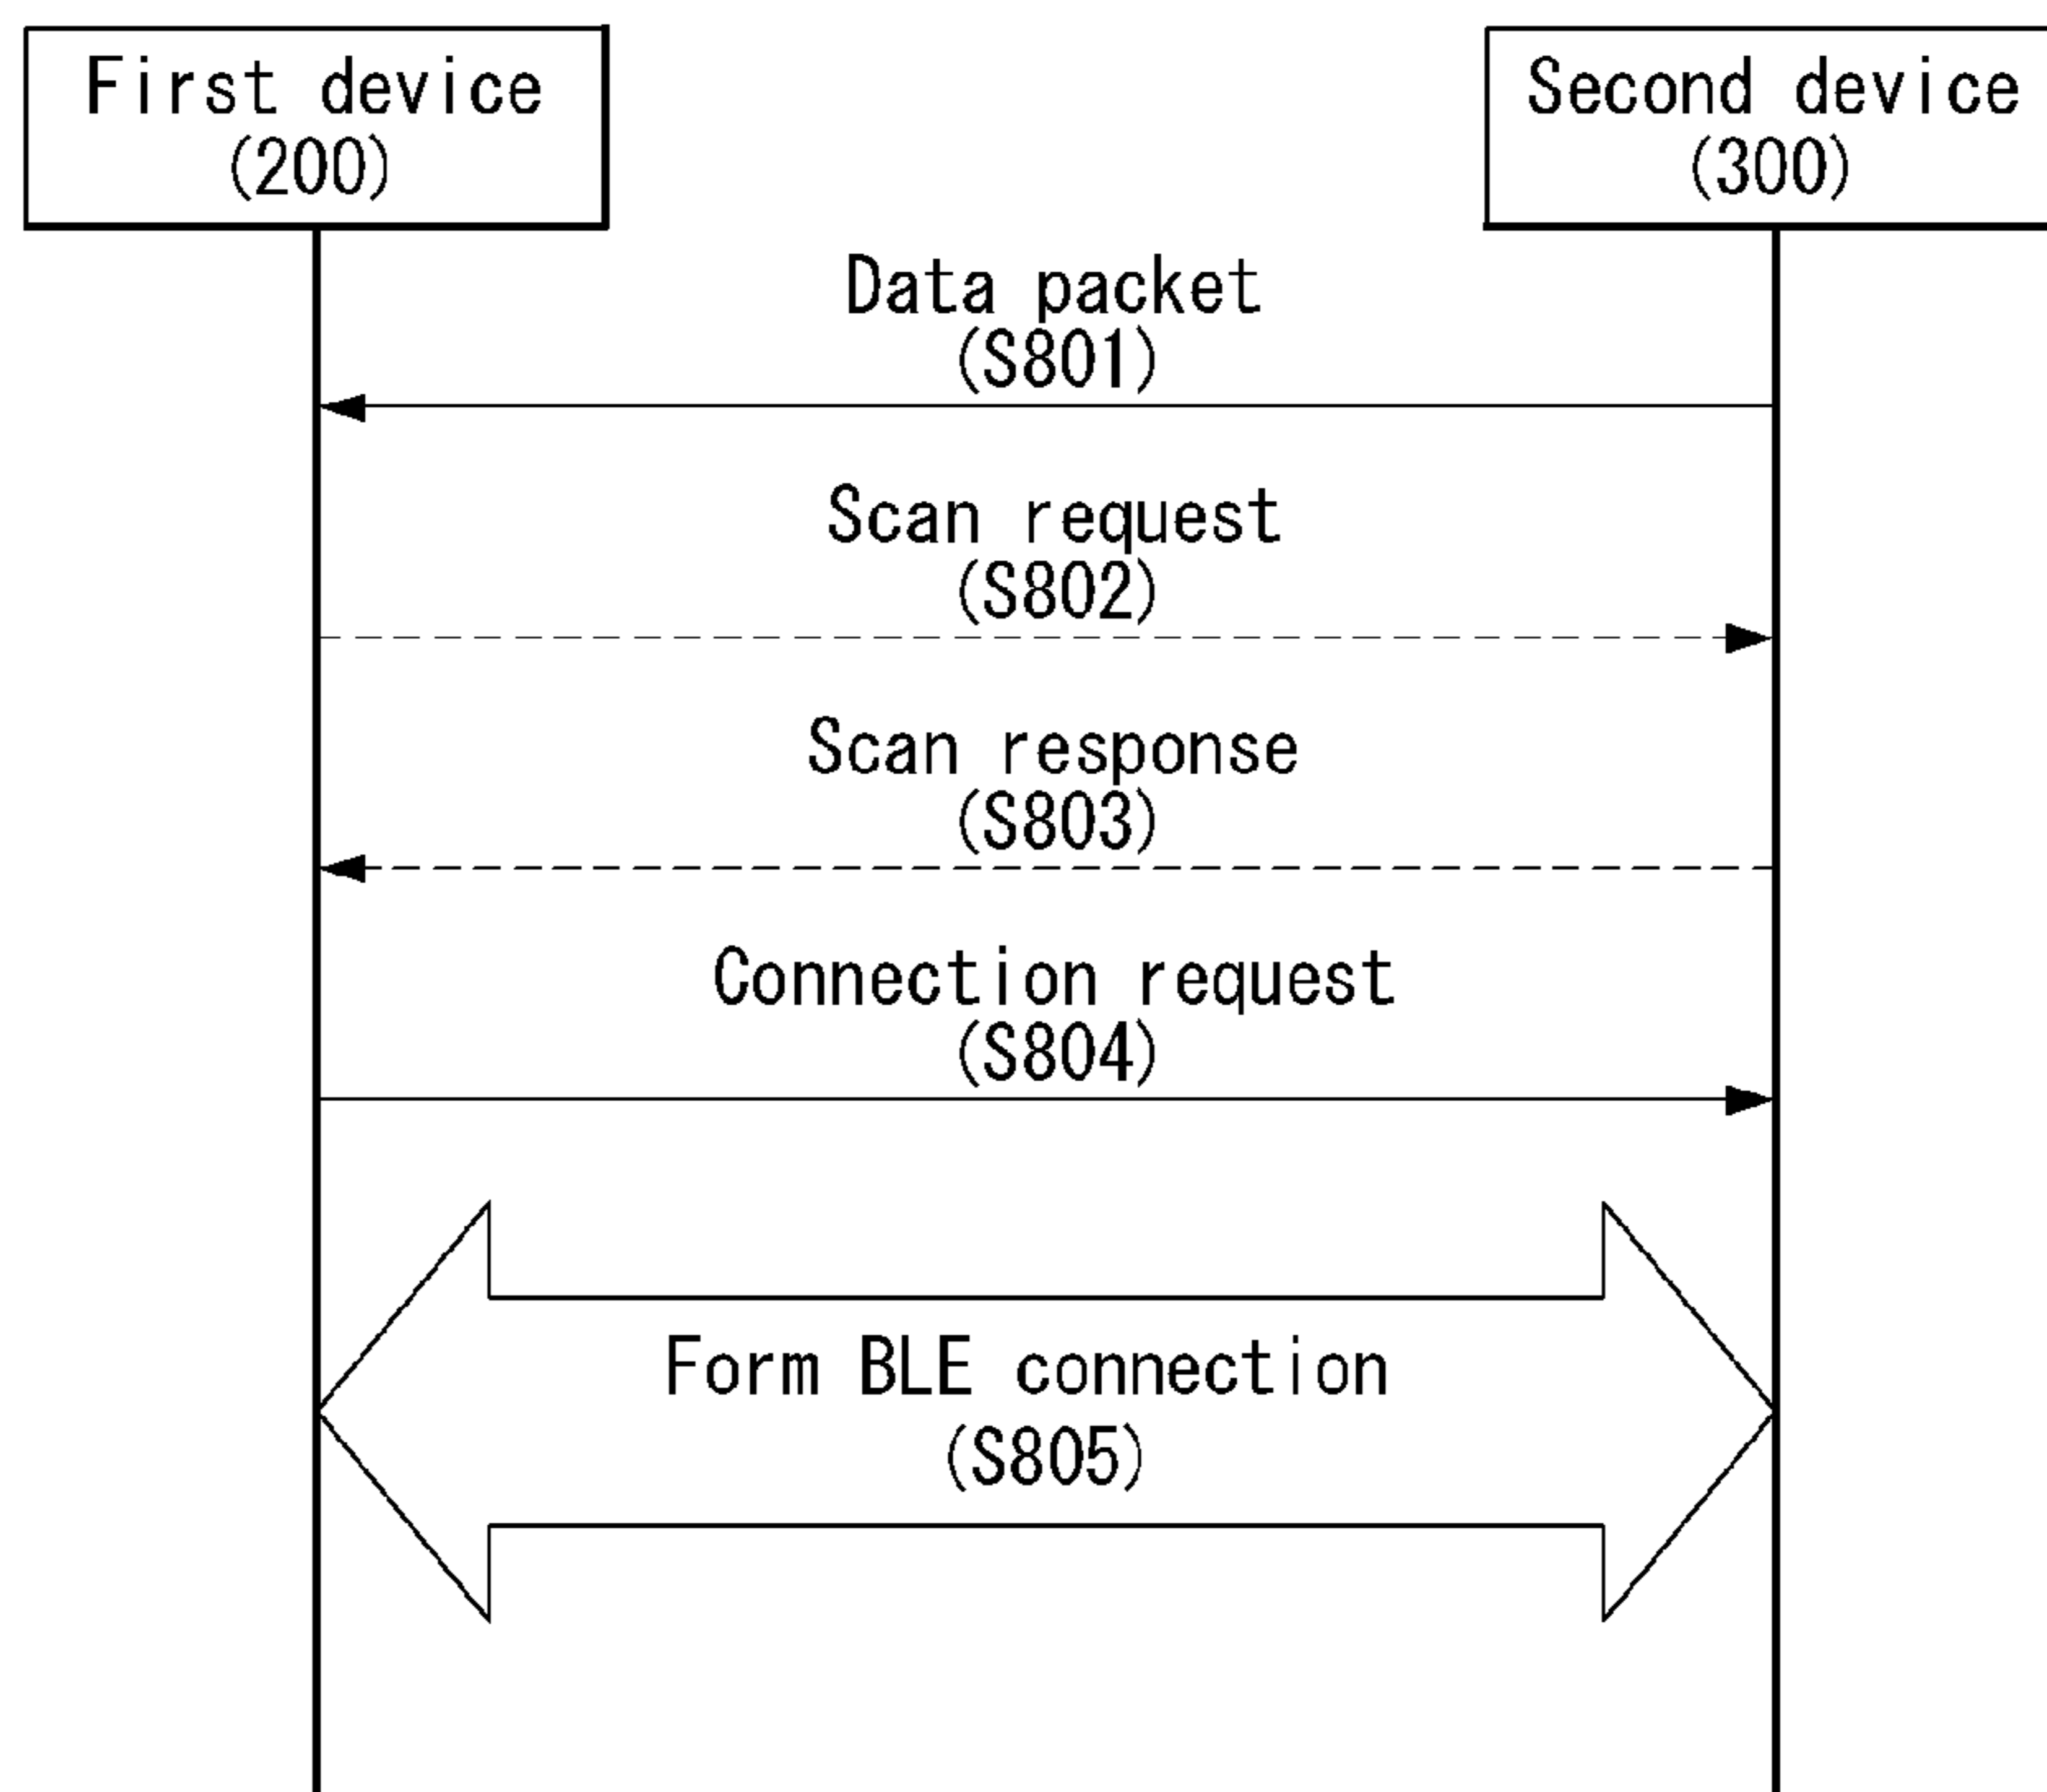 First device
(200)
Second device
(300)
Data packet
(S801)
Scan request
(S802)
Scan response
(S803)
Connection request
(S804)
Form BLE connection
(S805)